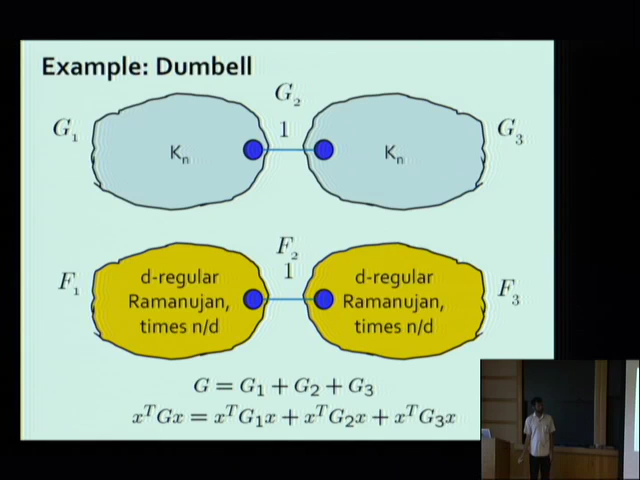 Example: Dumbell
G₂
G₁
1
G₃
Kₙ
Kₙ
F₂
F₁
1
F₃
d-regular
Ramanujan,
times n/d
d-regular
Ramanujan,
times n/d
G = G₁ + G₂ + G₃
xᵀGx = xᵀG₁x + xᵀG₂x + xᵀG₃x